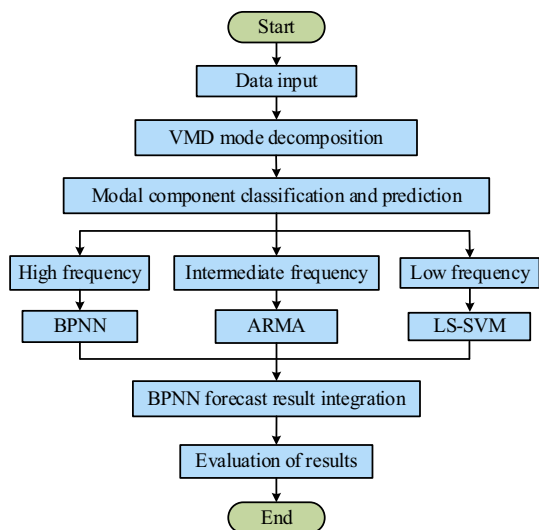 Start
Data input
VMD mode decomposition
Modal component classification and prediction
High frequency
Intermediate frequency
Low frequency
BPNN
ARMA
LS-SVM
BPNN forecast result integration
Evaluation of results
End